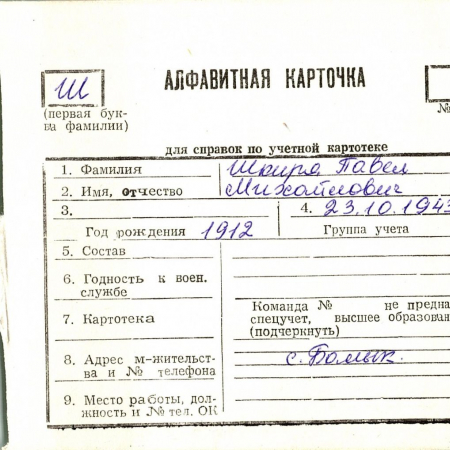 Ш
АЛФАВИТНАЯ КАРТОЧКА
№
(первая бук-
ва фамилии)
для справок по учетной картотеке
1. Фамилия Шкира Павел
2. Имя, отчество Михайлович
3. 4. 23.10.1943
Год рождения 1912 Группа учета
5. Состав
6. Годность к воен.
службе
Команда № не предна
7. Картотека спецучет, высшее образован
(подчеркнуть)
8. Адрес м-жительст-
ва и № телефона с. Бомык.
9. Место работы, дол-
жность и № тел. ОК